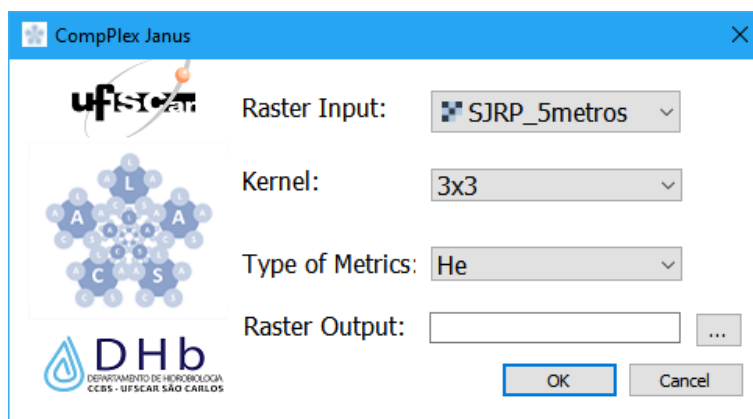 CompPlex Janus
ufiscar
Raster Input:
SJRP_5metros
Kernel:
3x3
Type of Metrics:
He
Raster Output:
...
OK
Cancel
L
A
A
C
S
DHb
DEPARTAMENTO DE HIDROBIOLOGIA
CCBS - UFSCAR SÃO CARLOS